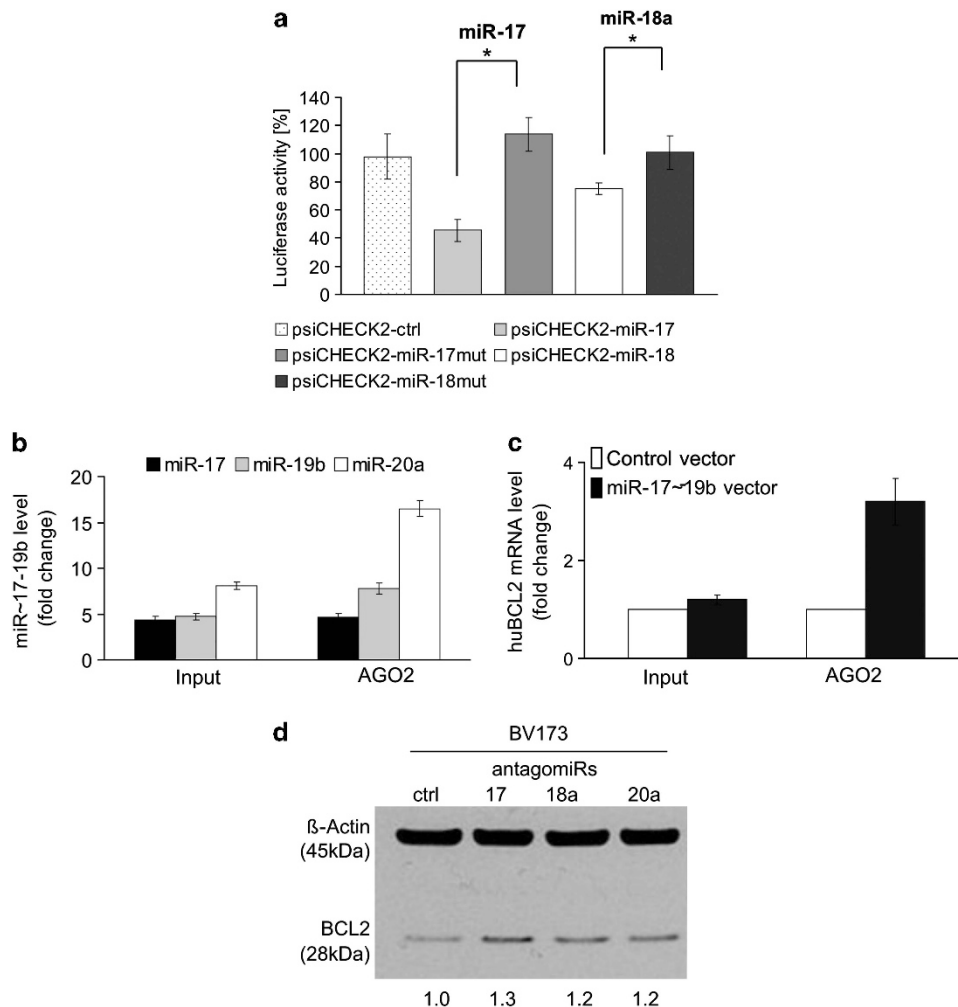 a
miR-17
miR-18a
*
*
Luciferase activity [%]
140
120
100
80
60
40
20
0
psiCHECK2-ctrl
psiCHECK2-miR-17
psiCHECK2-miR-17mut
psiCHECK2-miR-18
psiCHECK2-miR-18mut
b
miR-17 miR-19b miR-20a
miR~17-19b level
(fold change)
20
15
10
5
0
Input AGO2
c
Control vector
miR-17~19b vector
huBCL2 mRNA level
(fold change)
4
2
0
Input AGO2
d
BV173
antagomiRs
ctrl 17 18a 20a
ß-Actin
(45kDa)
BCL2
(28kDa)
1.0 1.3 1.2 1.2